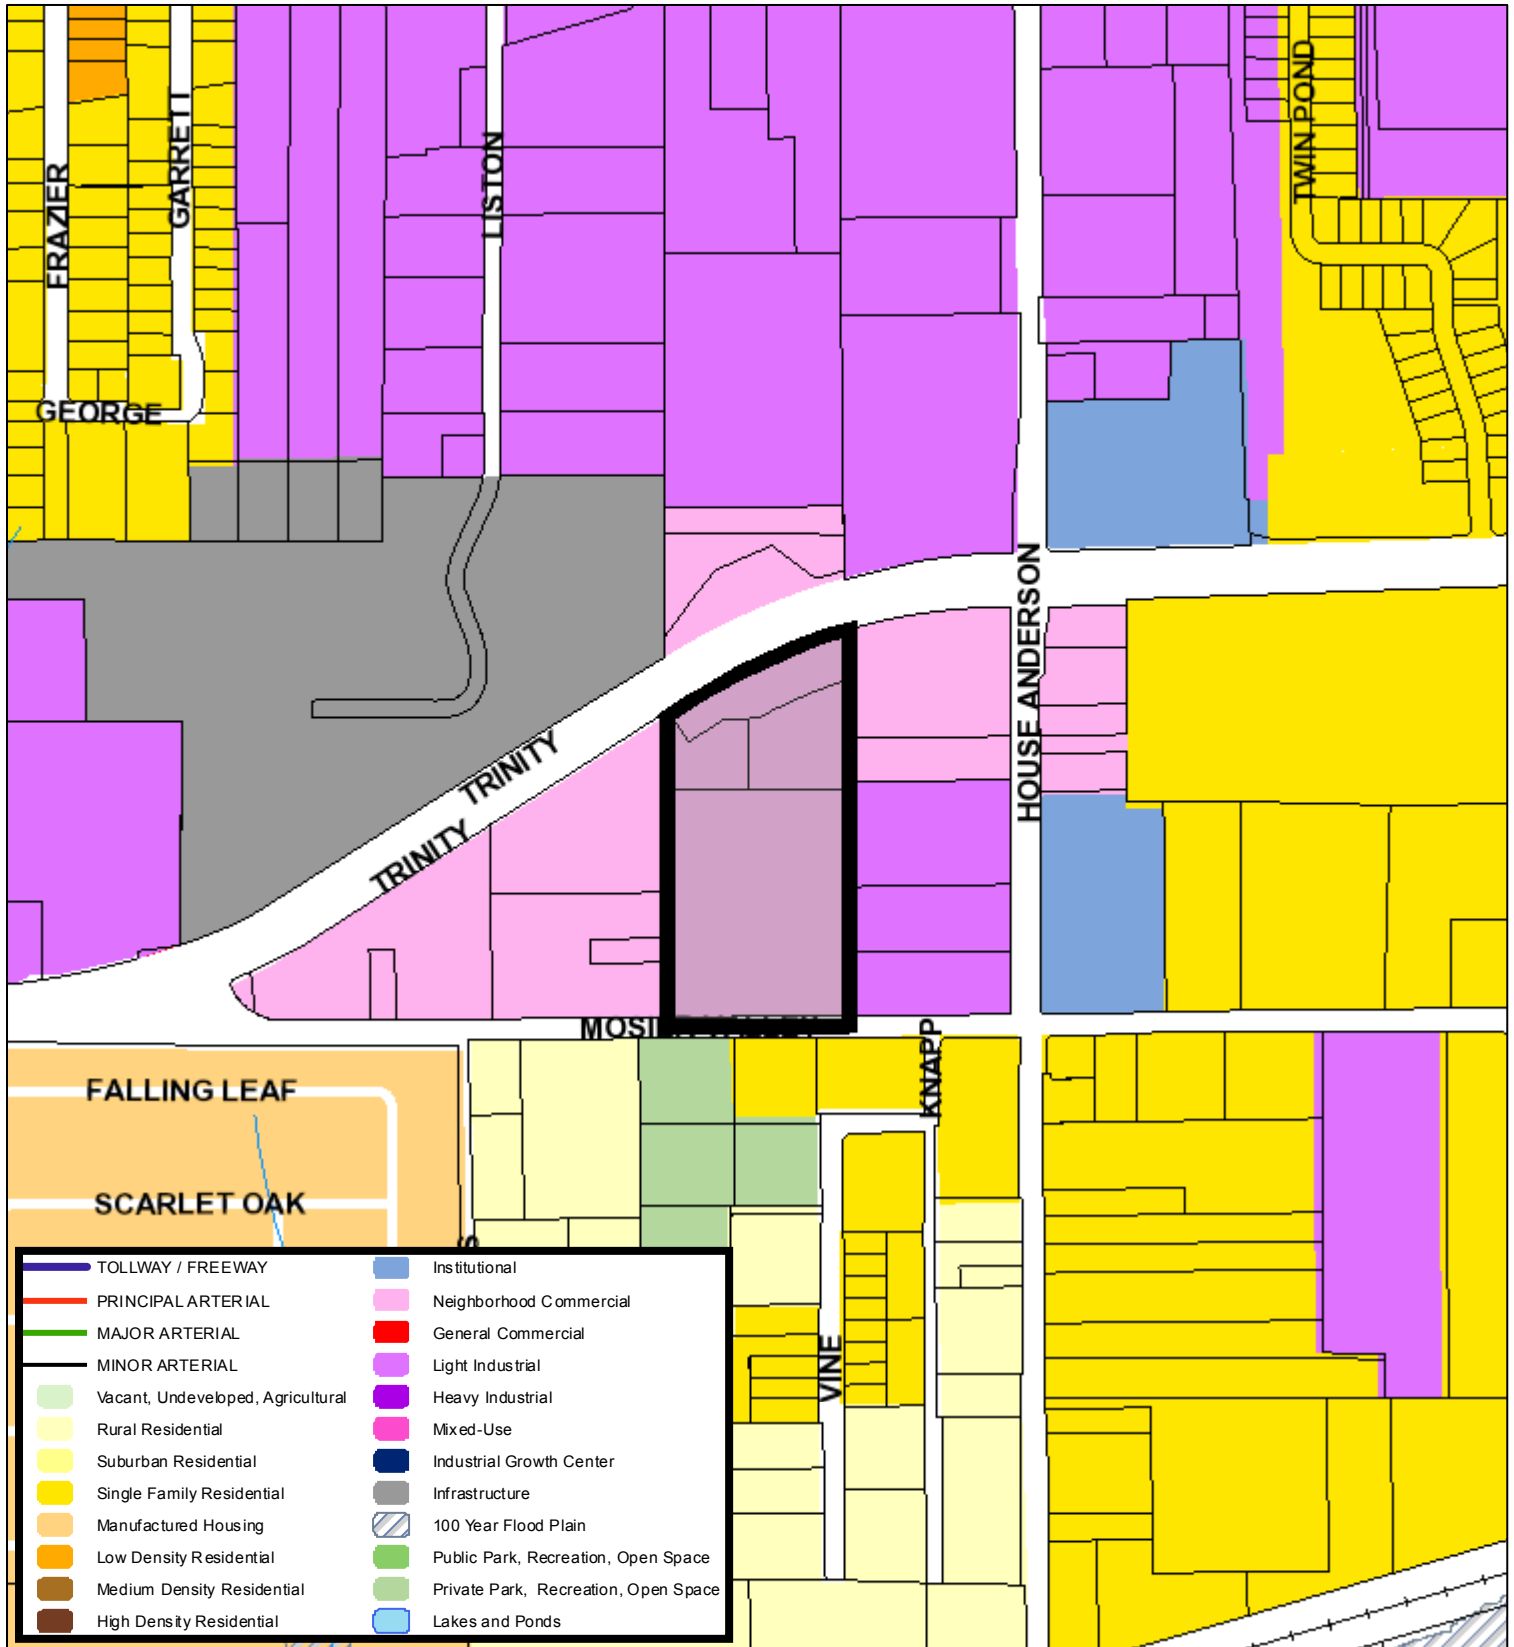 FRAZIER
GARRETT
LISTON
TWIN POND
GEORGE
HOUSE ANDERSON
TRINITY
TRINITY
KNAPP
FALLING LEAF
SCARLET OAK
VINE
TOLLWAY / FREEWAY
PRINCIPAL ARTERIAL
MAJOR ARTERIAL
MINOR ARTERIAL
Vacant, Undeveloped, Agricultural
Rural Residential
Suburban Residential
Single Family Residential
Manufactured Housing
Low Density Residential
Medium Density Residential
High Density Residential
Institutional
Neighborhood Commercial
General Commercial
Light Industrial
Heavy Industrial
Mixed-Use
Industrial Growth Center
Infrastructure
100 Year Flood Plain
Public Park, Recreation, Open Space
Private Park, Recreation, Open Space
Lakes and Ponds